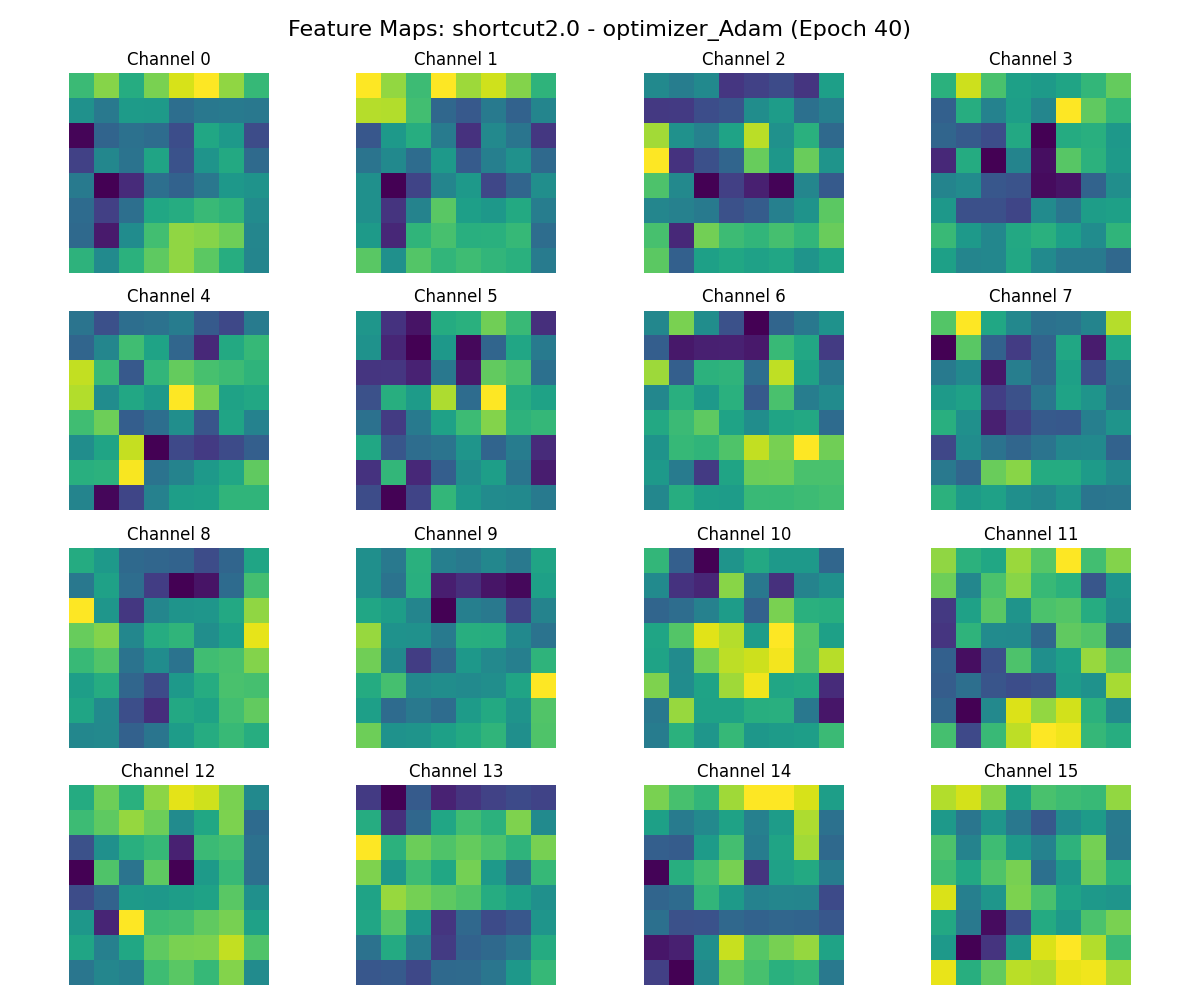 Feature Maps: shortcut2.0 - optimizer_Adam (Epoch 40)
Channel 0
Channel 1
Channel 2
Channel 3
Channel 4
Channel 5
Channel 6
Channel 7
Channel 8
Channel 9
Channel 10
Channel 11
Channel 12
Channel 13
Channel 14
Channel 15